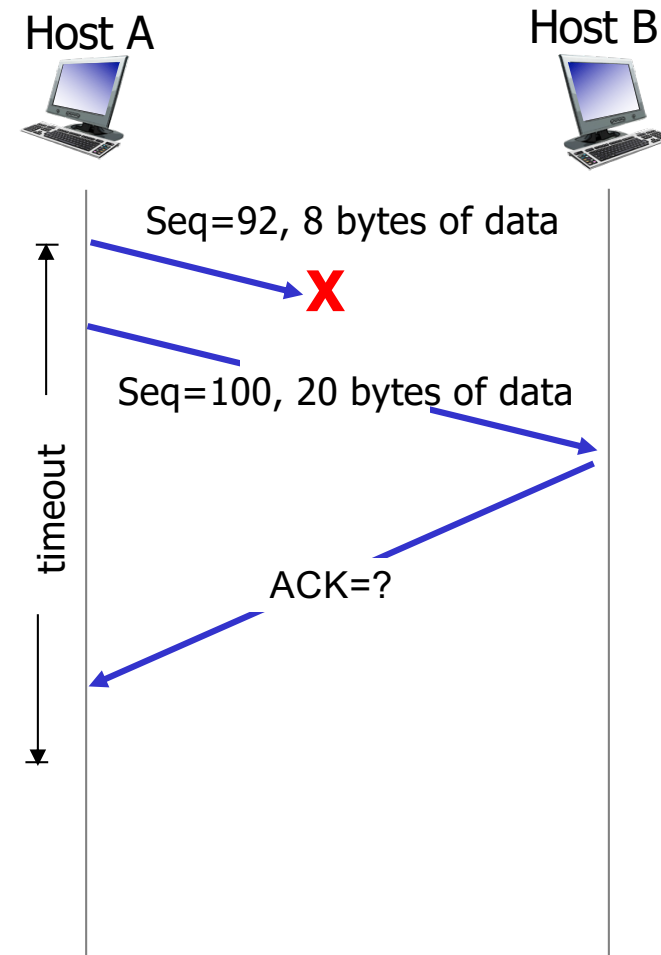 Host A
Host B
Seq=92, 8 bytes of data
X
Seq=100, 20 bytes of data
timeout
ACK=?